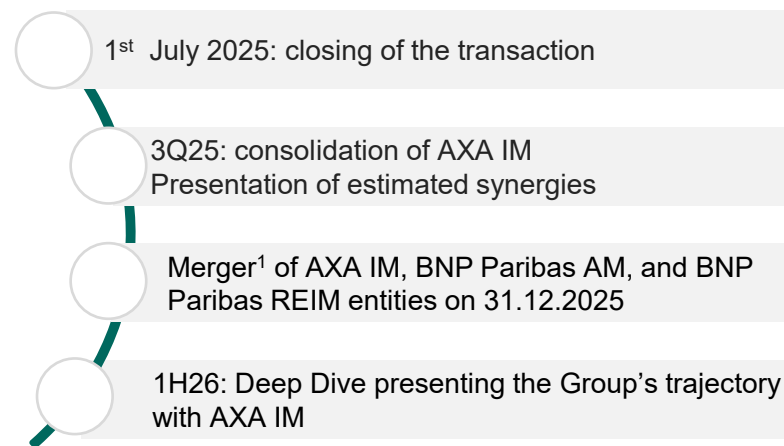 1st July 2025: closing of the transaction
3Q25: consolidation of AXA IM
Presentation of estimated synergies
Merger1 of AXA IM, BNP Paribas AM, and BNP
Paribas REIM entities on 31.12.2025
1H26: Deep Dive presenting the Group’s trajectory
with AXA IM